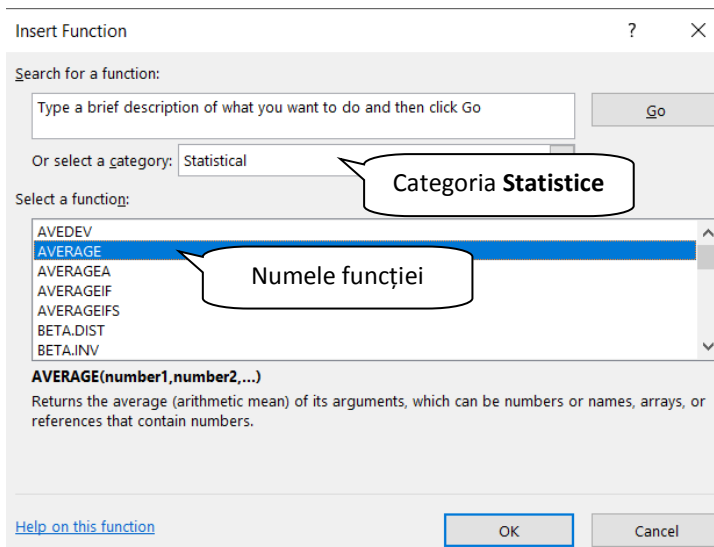 Insert Function ?
Search for a function:
Type a brief description of what you want to do and then click Go
Go
Or select a category: Statistical
Categoria Statistice
Select a function:
AVEDEV
AVERAGE
Numele funcției
AVERAGEA
AVERAGEIF
AVERAGEIFS
BETA.DIST
BETA.INV
AVERAGE(number1,number2,...)
Returns the average (arithmetic mean) of its arguments, which can be numbers or names, arrays, or
references that contain numbers.
Help on this function
OK
Cancel